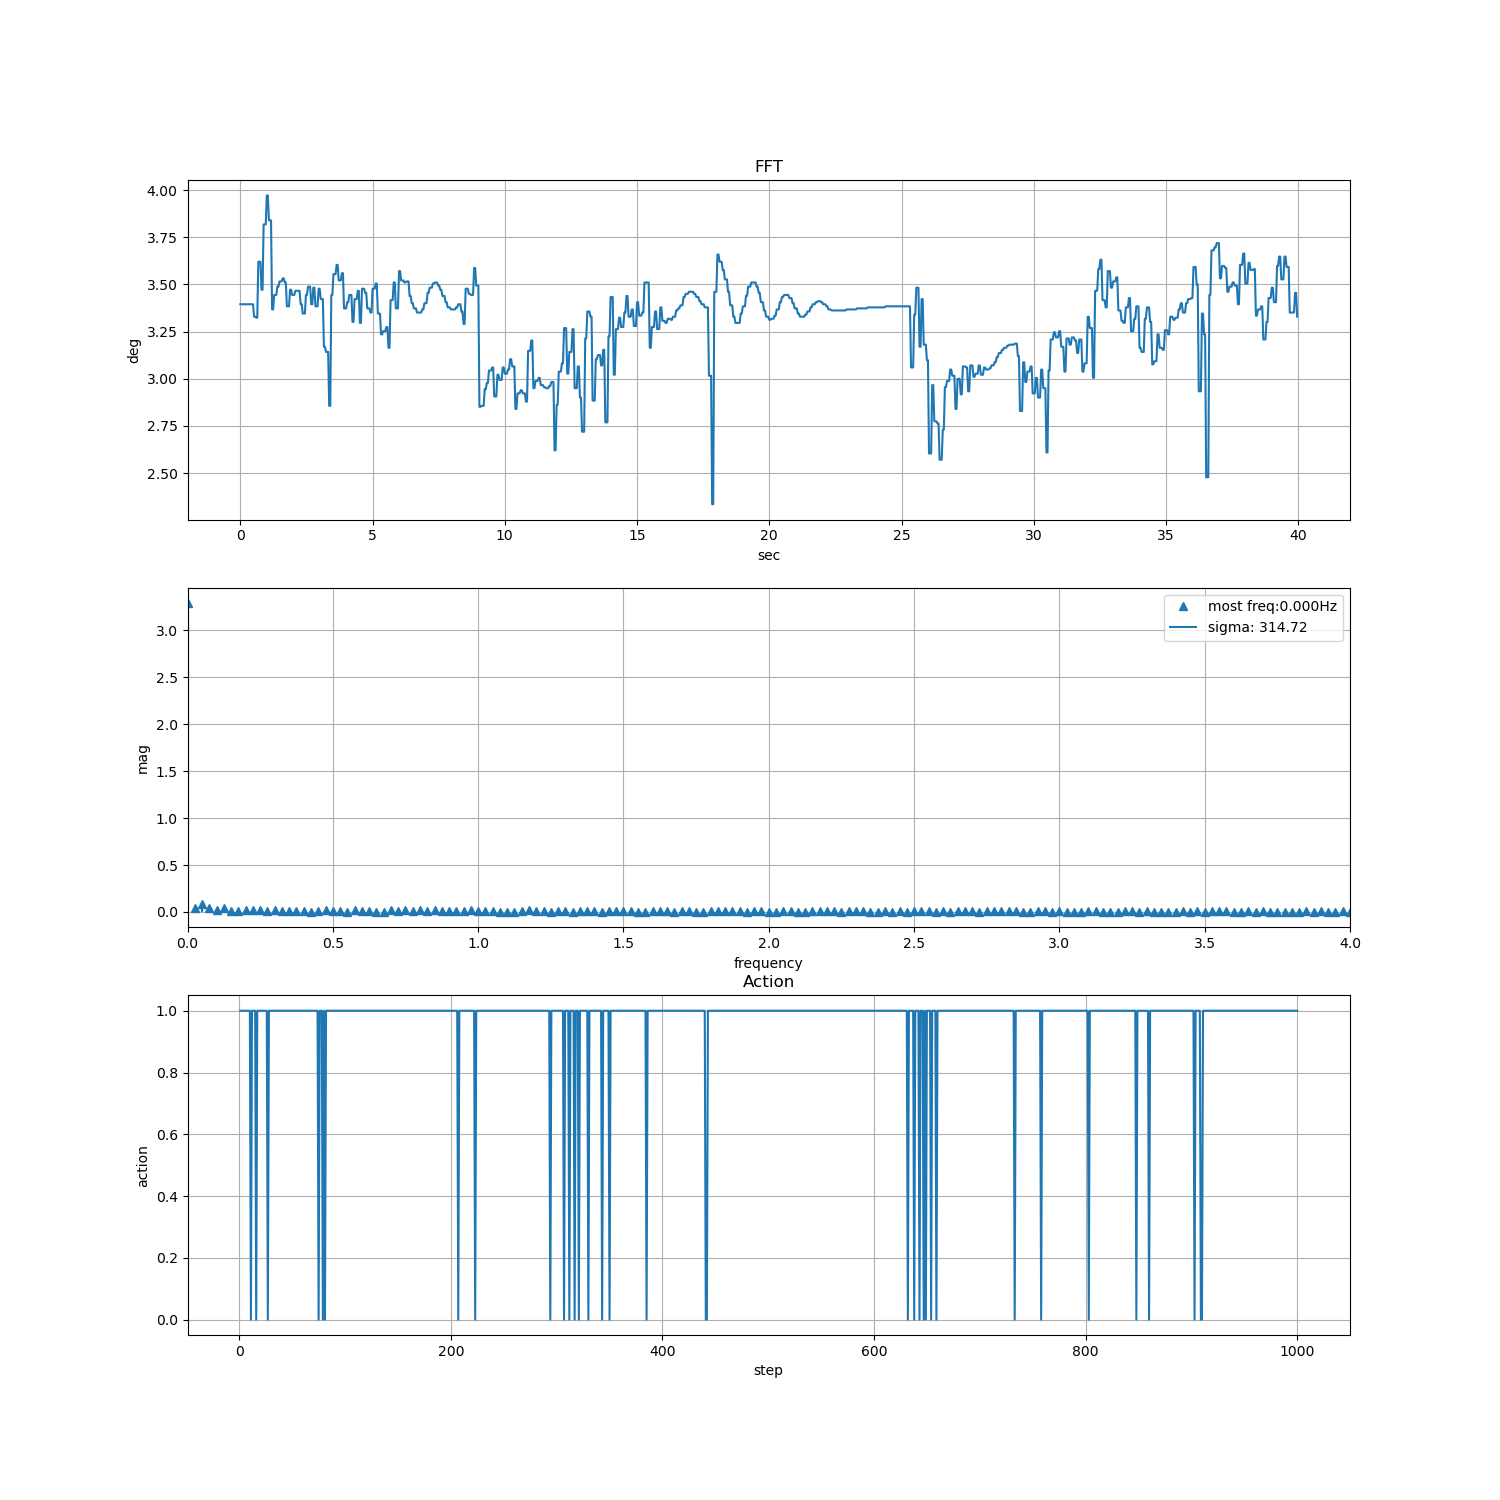 FFT
4.00
3.75
3.50
3.25
3.00
2.75
2.50
deg
0 5 10 15 20 25 30 35 40
sec
most freq:0.000Hz
sigma: 314.72
3.0
2.5
2.0
1.5
1.0
0.5
0.0
mag
0.0 0.5 1.0 1.5 2.0 2.5 3.0 3.5 4.0
frequency
Action
1.0
0.8
0.6
0.4
0.2
0.0
action
0 200 400 600 800 1000
step